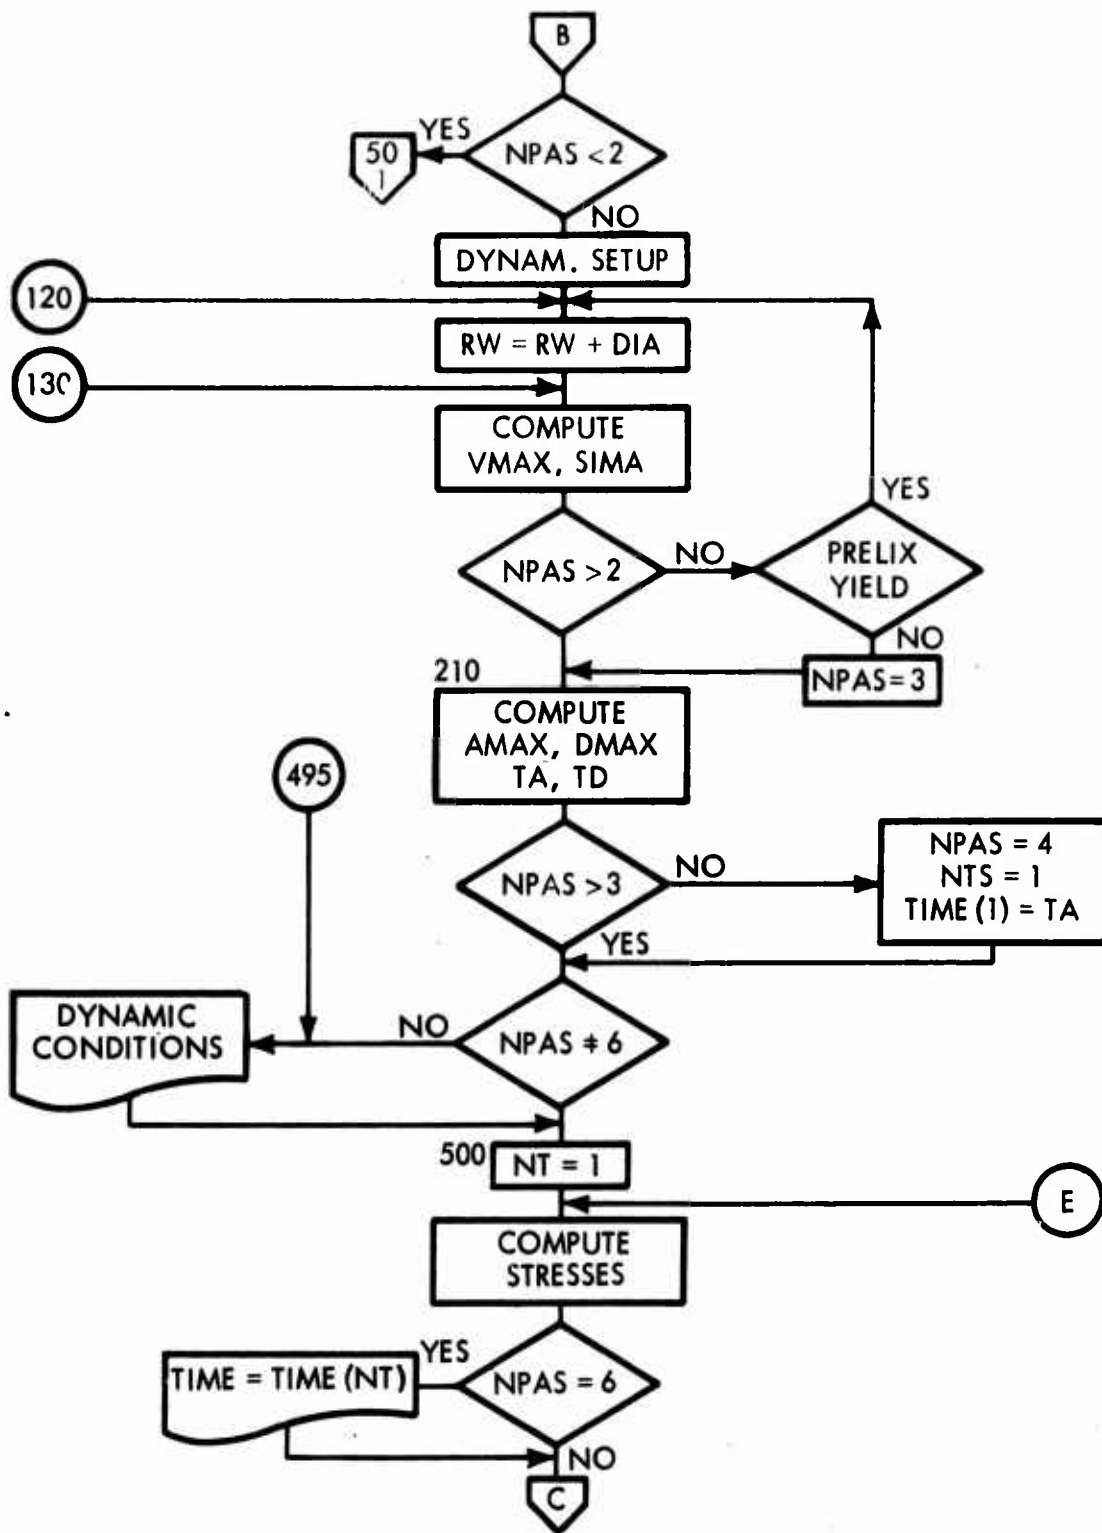 B
YES
50
1
NPAS < 2
NO
DYNAM. SETUP
120
RW = RW + DIA
130
COMPUTE
VMAX, SIMA
YES
NPAS > 2
NO
PRELIX
YIELD
NO
210
NPAS = 3
COMPUTE
AMAX, DMAX
TA, TD
495
NPAS > 3
NO
NPAS = 4
NTS = 1
TIME (1) = TA
YES
DYNAMIC
CONDITIONS
NO
NPAS ≠ 6
500
NT = 1
E
COMPUTE
STRESSES
YES
TIME = TIME (NT)
NPAS = 6
NO
C